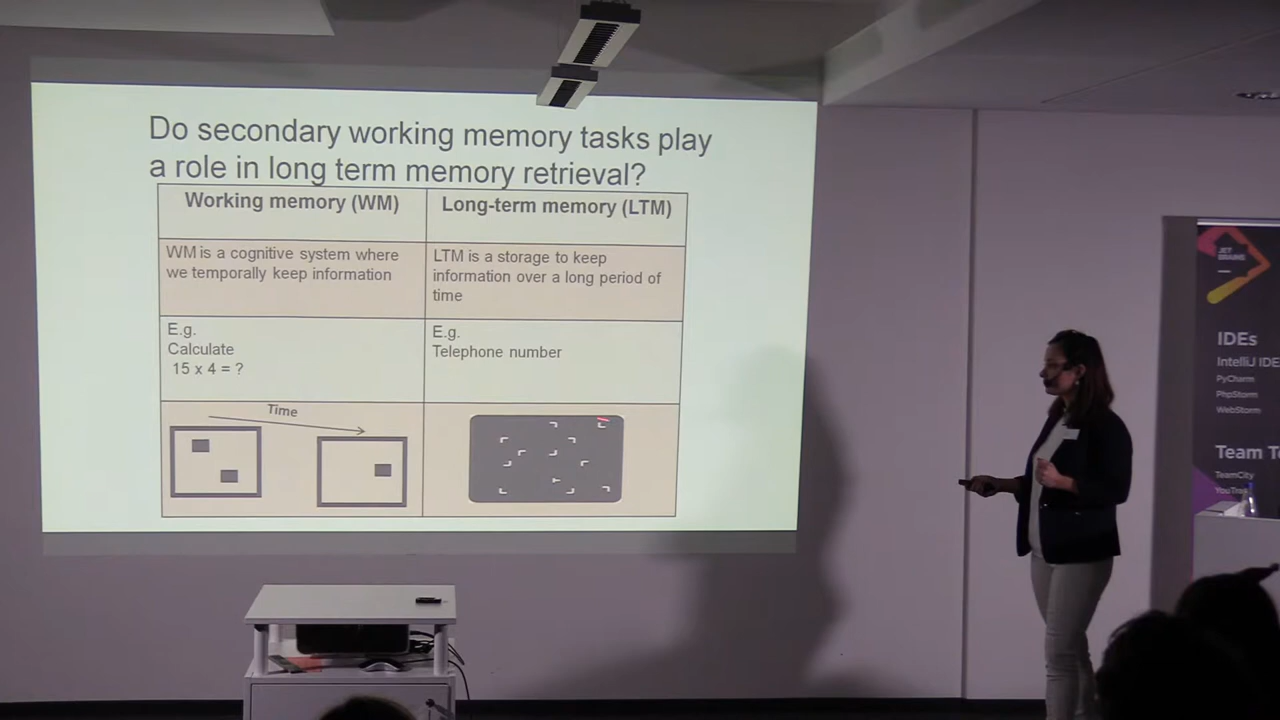 Do secondary working memory tasks play
a role in long term memory retrieval?
Working memory (WM)
Long-term memory (LTM)
WM is a cognitive system where
we temporally keep information
LTM is a storage to keep
information over a long period of
time
E.g.
Calculate
15 x 4 = ?
E.g.
Telephone number
Time
JET
BRAINS
IDEs
IntelliJ IDE
PyCharm
PhpStorm
WebStorm
Team
TeamCity